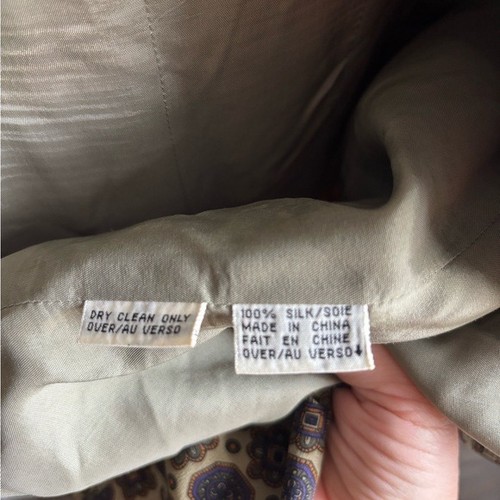 DRY CLEAN ONLY
OVER/AU VERSO
100% SILK/SOIE
MADE IN CHINA
FAIT EN CHINE
OVER/AU VERSO↓